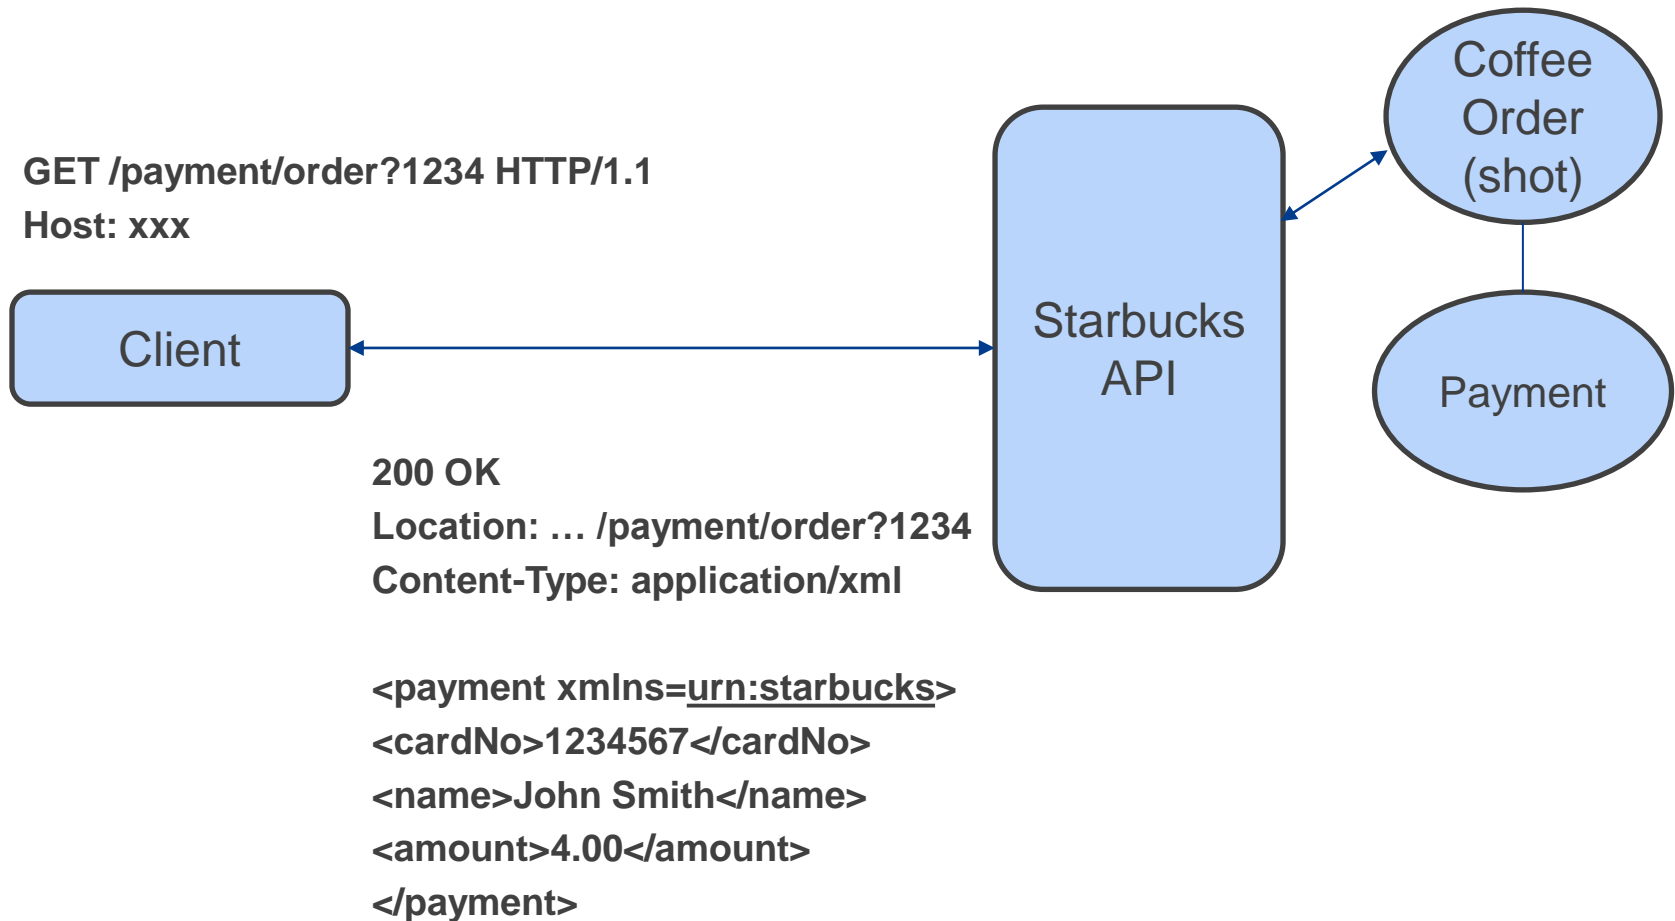 Coffee
Order
(shot)
GET /payment/order?1234 HTTP/1.1
Host: xxx
Client
Starbucks
API
Payment
200 OK
Location: … /payment/order?1234
Content-Type: application/xml
<payment xmlns=urn:starbucks>
<cardNo>1234567</cardNo>
<name>John Smith</name>
<amount>4.00</amount>
</payment>